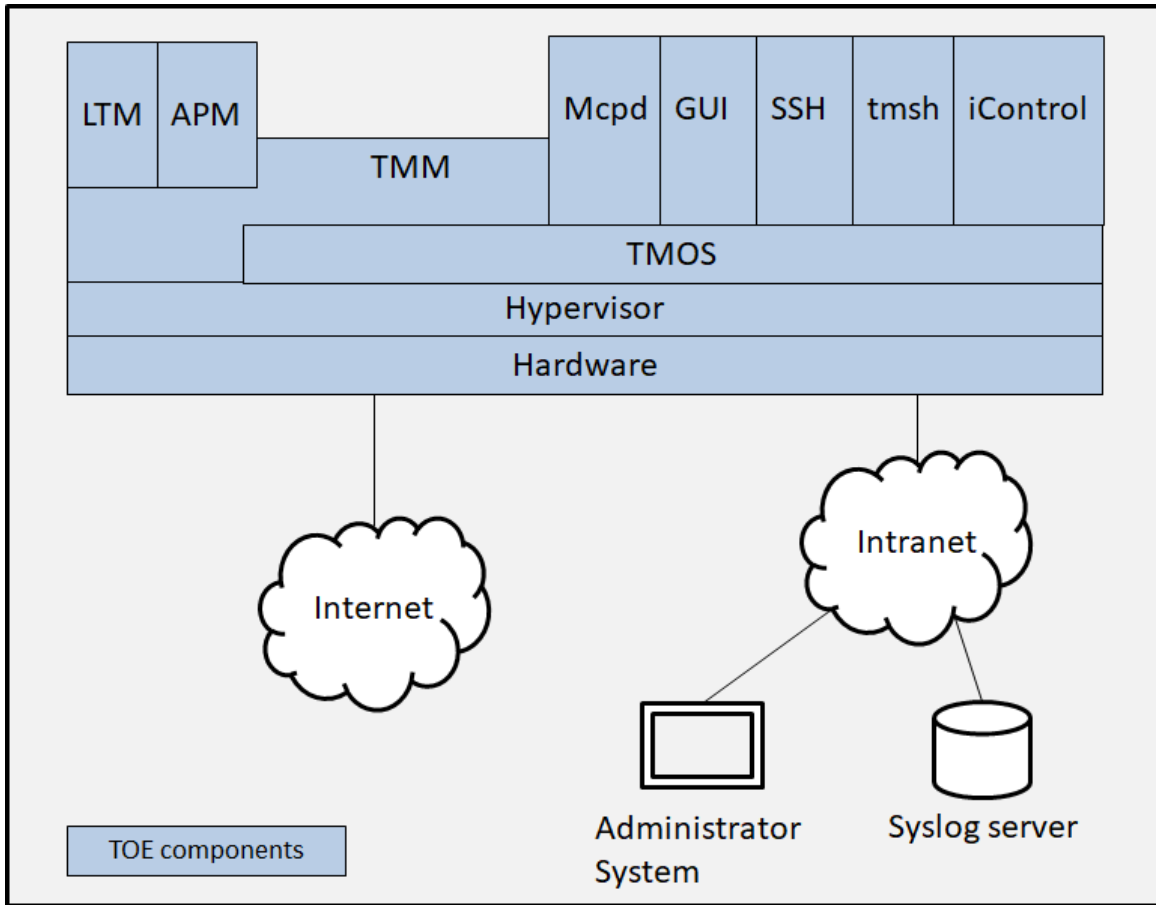 LTM
APM
TMM
Mcpd
GUI
SSH
tmsh
iControl
TMOS
Hypervisor
Hardware
Internet
Intranet
Administrator
System
Syslog server
TOE components